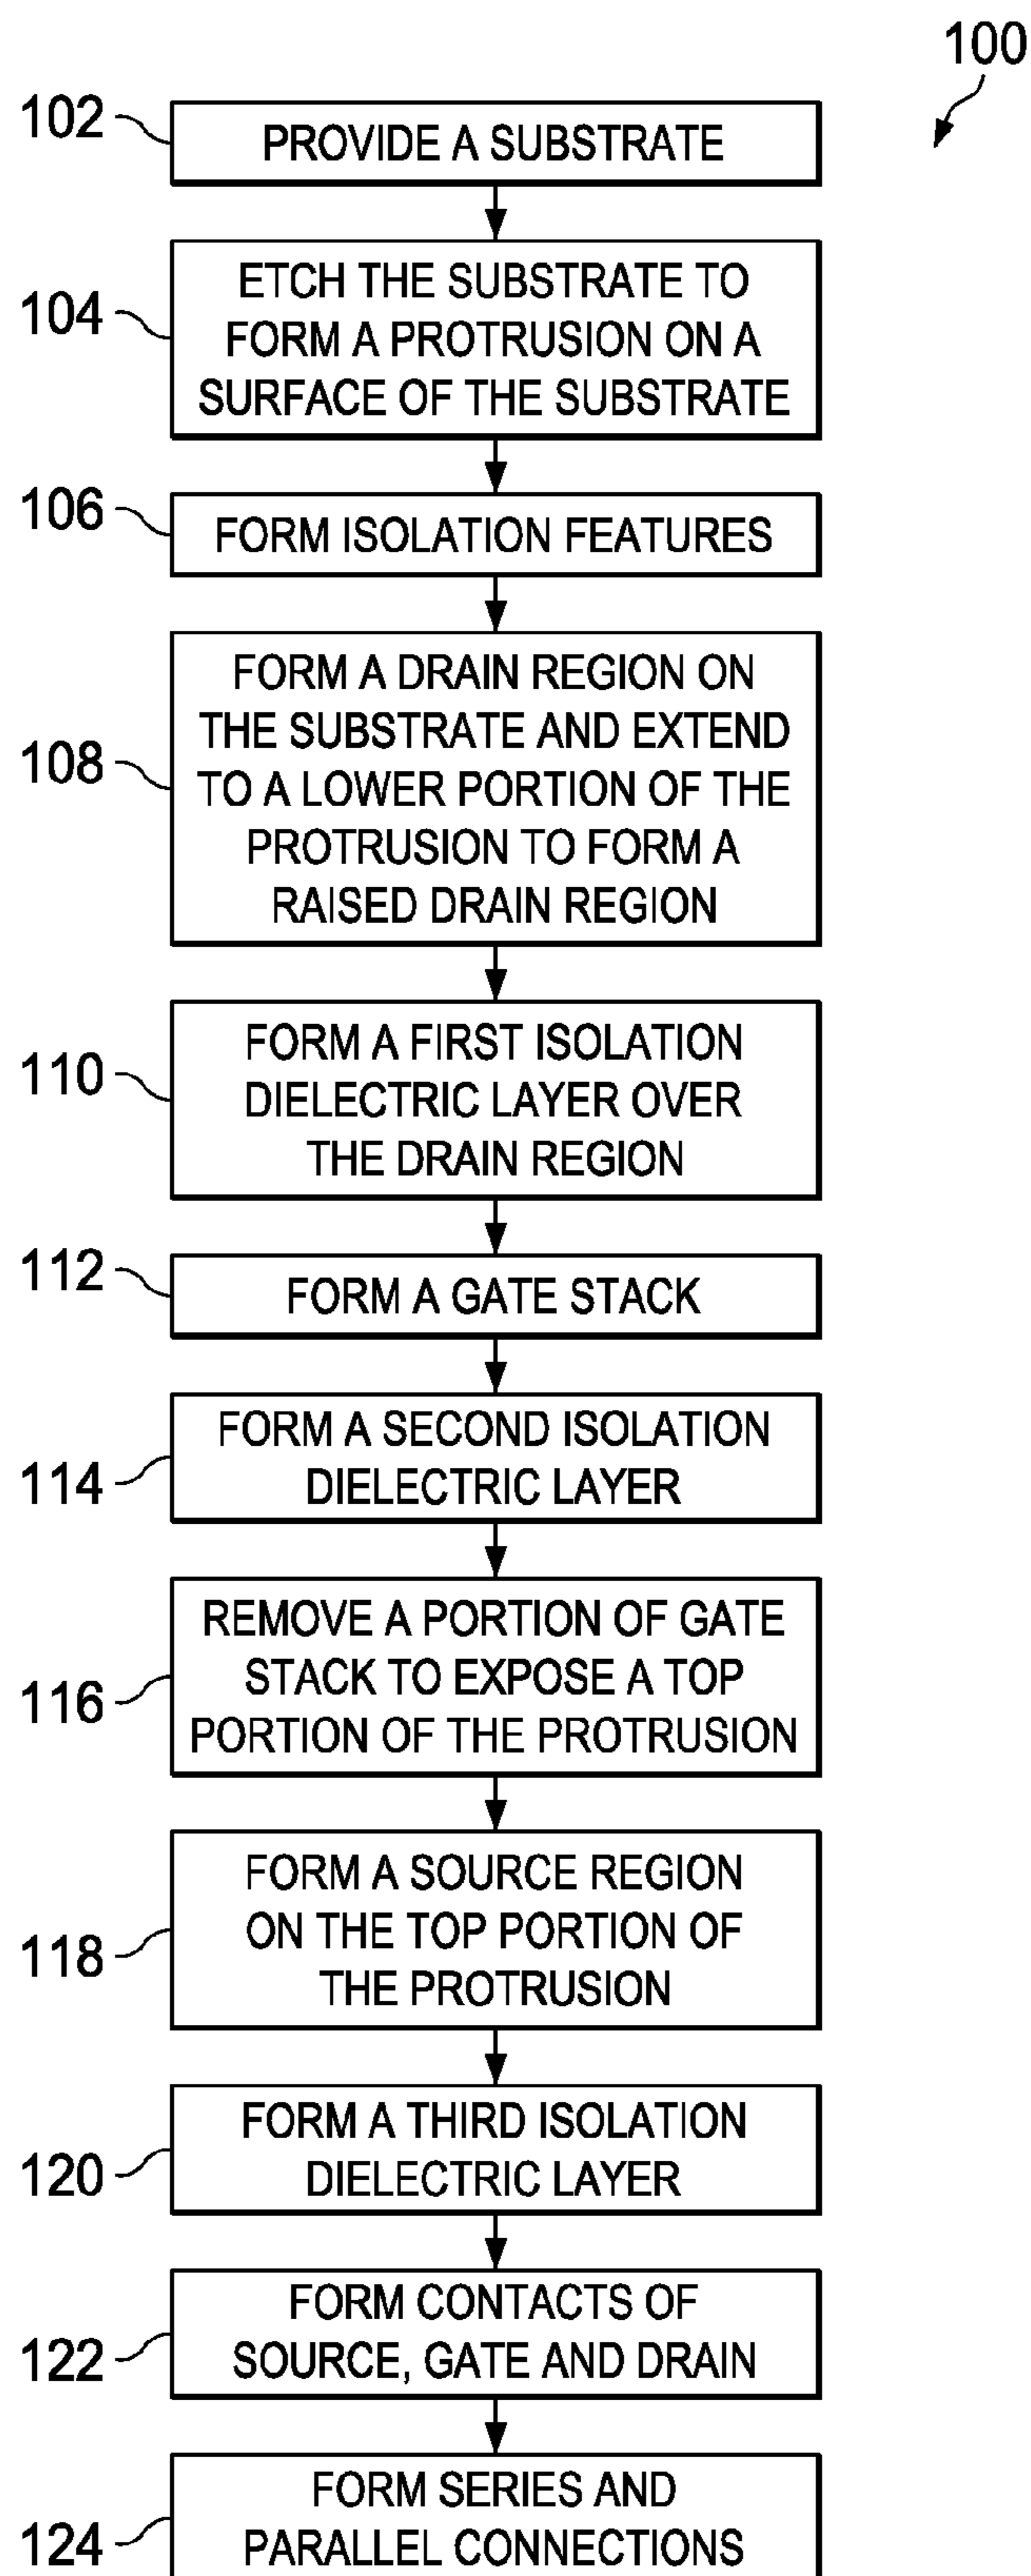 100
102
PROVIDE A SUBSTRATE
104
ETCH THE SUBSTRATE TO
FORM A PROTRUSION ON A
SURFACE OF THE SUBSTRATE
106
FORM ISOLATION FEATURES
108
FORM A DRAIN REGION ON
THE SUBSTRATE AND EXTEND
TO A LOWER PORTION OF THE
PROTRUSION TO FORM A
RAISED DRAIN REGION
110
FORM A FIRST ISOLATION
DIELECTRIC LAYER OVER
THE DRAIN REGION
112
FORM A GATE STACK
114
FORM A SECOND ISOLATION
DIELECTRIC LAYER
116
REMOVE A PORTION OF GATE
STACK TO EXPOSE A TOP
PORTION OF THE PROTRUSION
118
FORM A SOURCE REGION
ON THE TOP PORTION OF
THE PROTRUSION
120
FORM A THIRD ISOLATION
DIELECTRIC LAYER
122
FORM CONTACTS OF
SOURCE, GATE AND DRAIN
124
FORM SERIES AND
PARALLEL CONNECTIONS